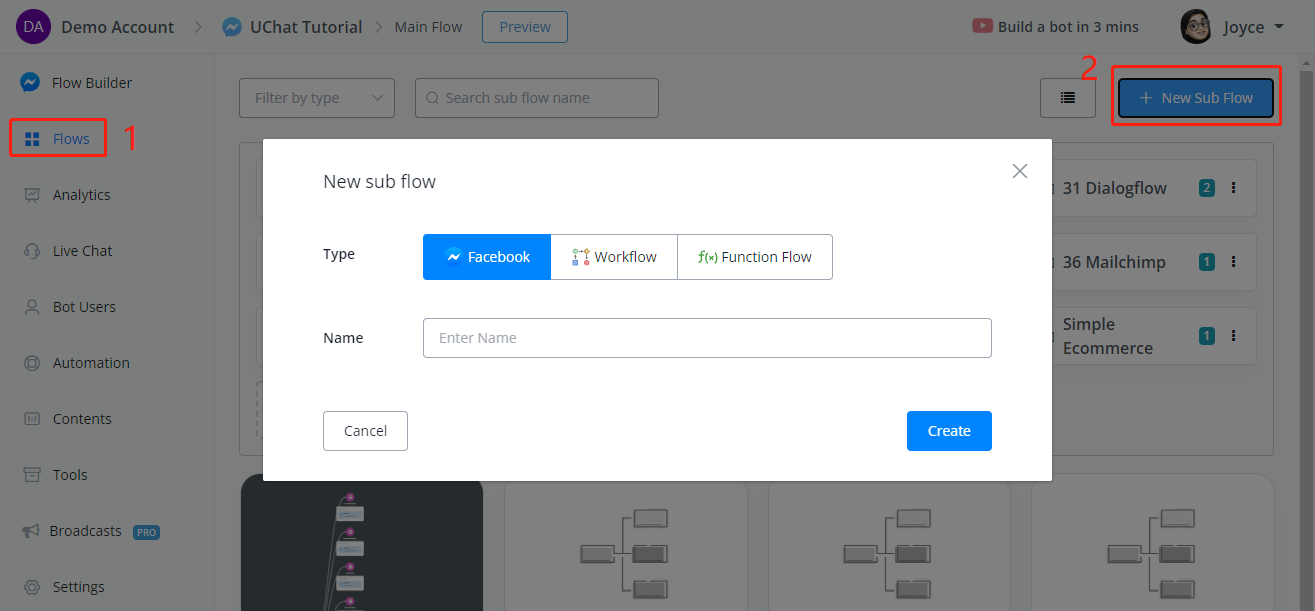 DA Demo Account > UChat Tutorial > Main Flow Preview Build a bot in 3 mins Joyce
Flow Builder
Flows 1
Analytics
Live Chat
Bot Users
Automation
Contents
Tools
Broadcasts PRO
Settings
Filter by type Search sub flow name 2 + New Sub Flow
31 Dialogflow 2
36 Mailchimp 1
Simple
Ecommerce 1
New sub flow
Type Facebook Workflow f(x) Function Flow
Name Enter Name
Cancel Create